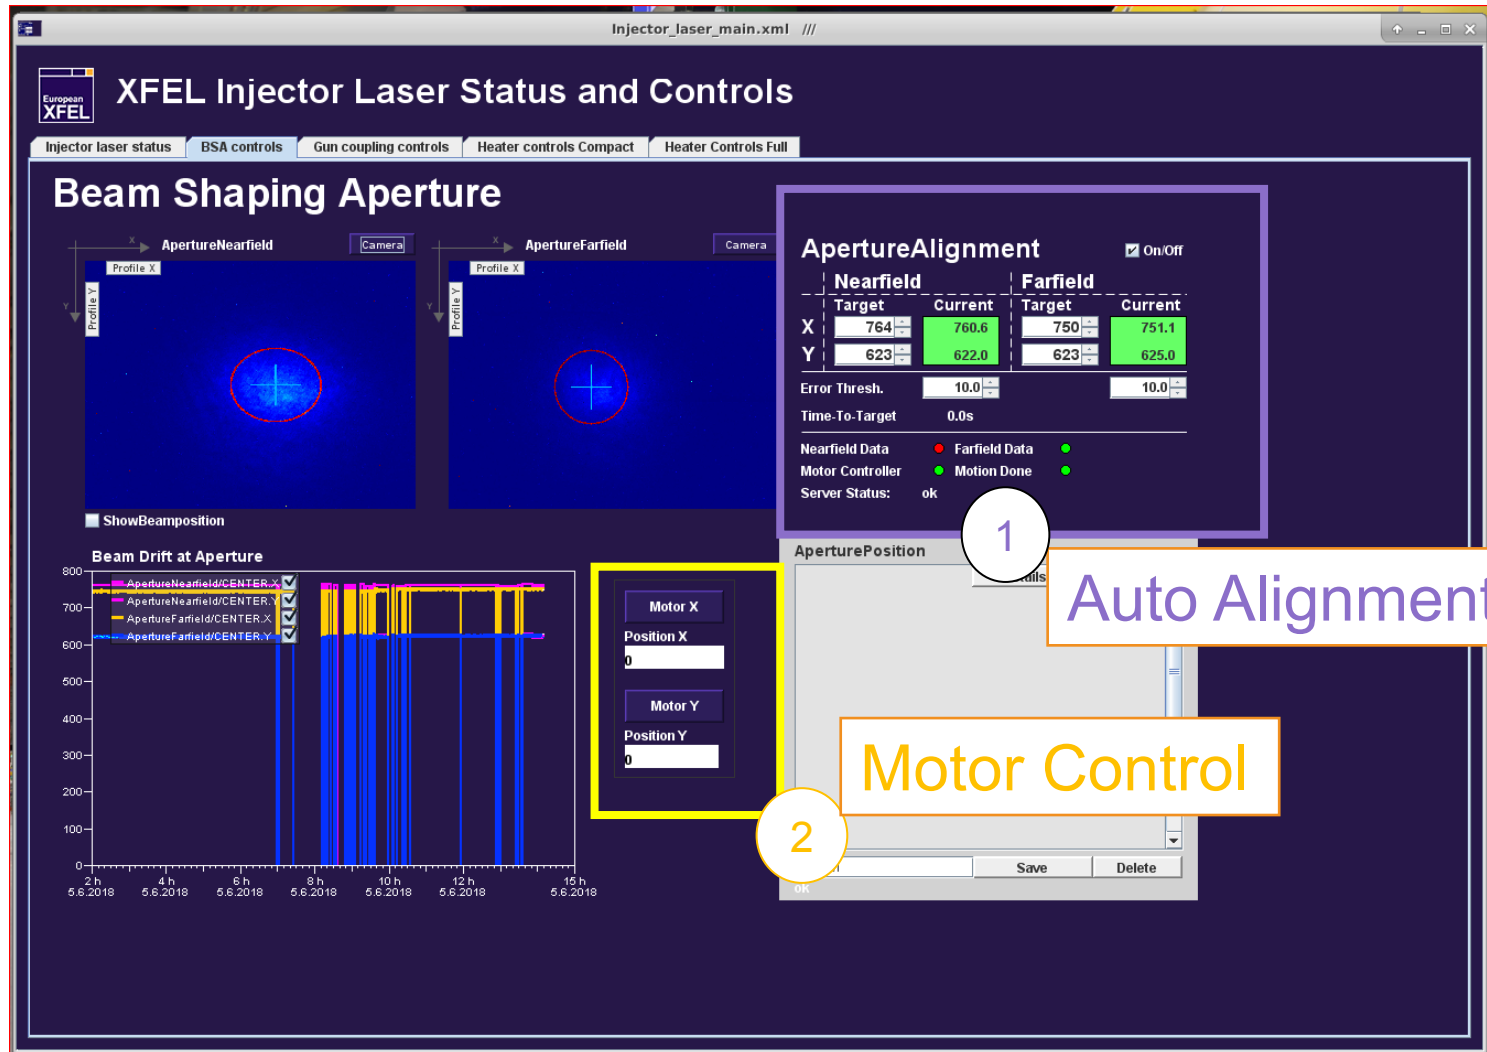 Injector_laser_main.xml ///
European
XFEL
XFEL Injector Laser Status and Controls
Injector laser status BSA controls Gun coupling controls Heater controls Compact Heater Controls Full
Beam Shaping Aperture
X ApertureNearfield Camera
Profile X
Y
Profile Y
X ApertureFarfield Camera
Profile X
Y
Profile Y
ShowBeamposition
ApertureAlignment On/Off
Nearfield Farfield
Target Current Target Current
X 764 760.6 750 751.1
Y 623 622.0 623 625.0
Error Thresh. 10.0 10.0
Time-To-Target 0.0s
Nearfield Data Farfield Data
Motor Controller Motion Done
Server Status: ok
1
Auto Alignment
Beam Drift at Aperture
ApertureNearfield/CENTER.X
ApertureNearfield/CENTER.Y
ApertureFarfield/CENTER.X
ApertureFarfield/CENTER.Y
800
700
600
500
400
300
200
100
0
2 h 4 h 6 h 8 h 10 h 12 h 15 h
5.6.2018 5.6.2018 5.6.2018 5.6.2018 5.6.2018 5.6.2018 5.6.2018
Motor X
Position X
0
Motor Y
Position Y
0
2
Motor Control
AperturePosition
Save Delete
ok